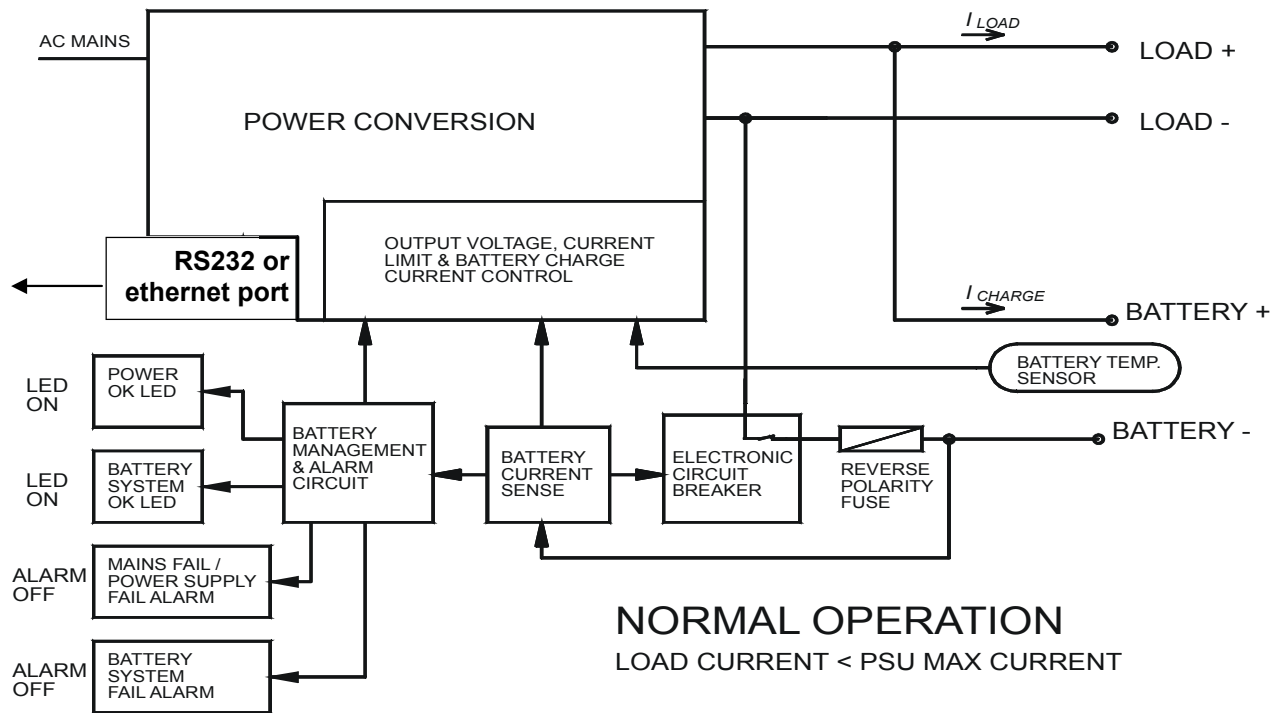 AC MAINS
I LOAD
LOAD +
POWER CONVERSION
LOAD -
OUTPUT VOLTAGE, CURRENT
LIMIT & BATTERY CHARGE
CURRENT CONTROL
RS232 or
ethernet port
I CHARGE
BATTERY +
BATTERY TEMP.
SENSOR
LED
ON
POWER
OK LED
BATTERY
MANAGEMENT
& ALARM
CIRCUIT
BATTERY
CURRENT
SENSE
ELECTRONIC
CIRCUIT
BREAKER
REVERSE
POLARITY
FUSE
BATTERY -
LED
ON
BATTERY
SYSTEM
OK LED
ALARM
OFF
MAINS FAIL /
POWER SUPPLY
FAIL ALARM
ALARM
OFF
BATTERY
SYSTEM
FAIL ALARM
NORMAL OPERATION
LOAD CURRENT < PSU MAX CURRENT